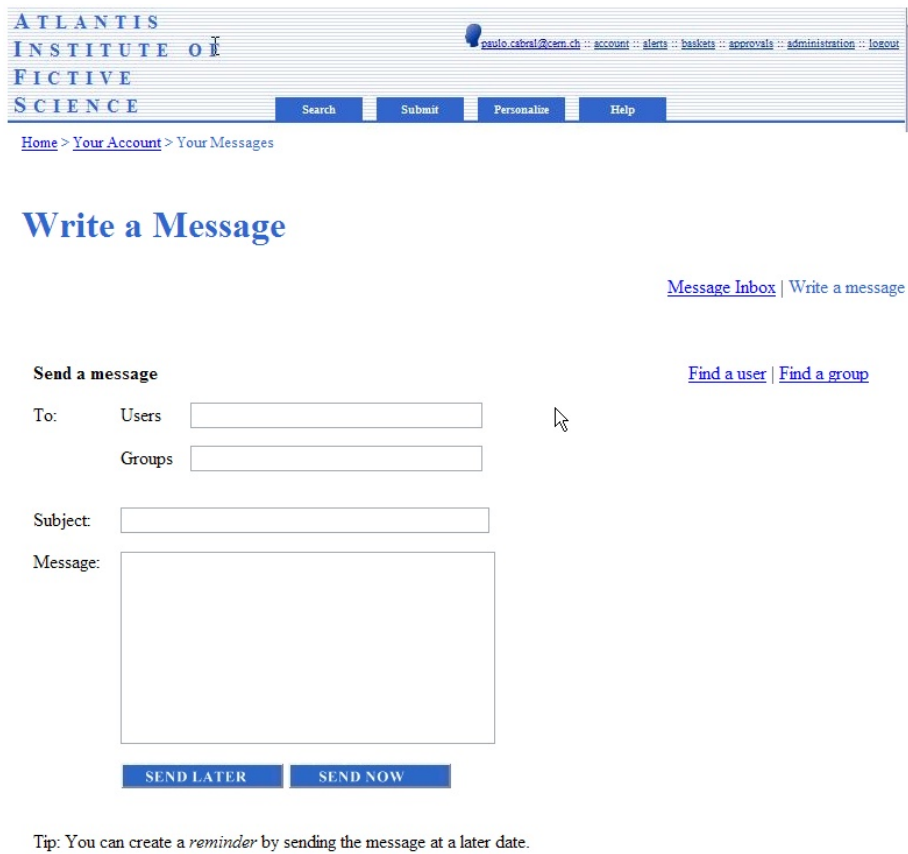 ATLANTIS
INSTITUTE OF
FICTIVE
SCIENCE
paulo.cabral@cern.ch :: account :: alerts :: baskets :: approvals :: administration :: logout
Search Submit Personalize Help
Home > Your Account > Your Messages
Write a Message
Message Inbox | Write a message
Send a message Find a user | Find a group
To: Users
Groups
Subject:
Message:
SEND LATER SEND NOW
Tip: You can create a reminder by sending the message at a later date.